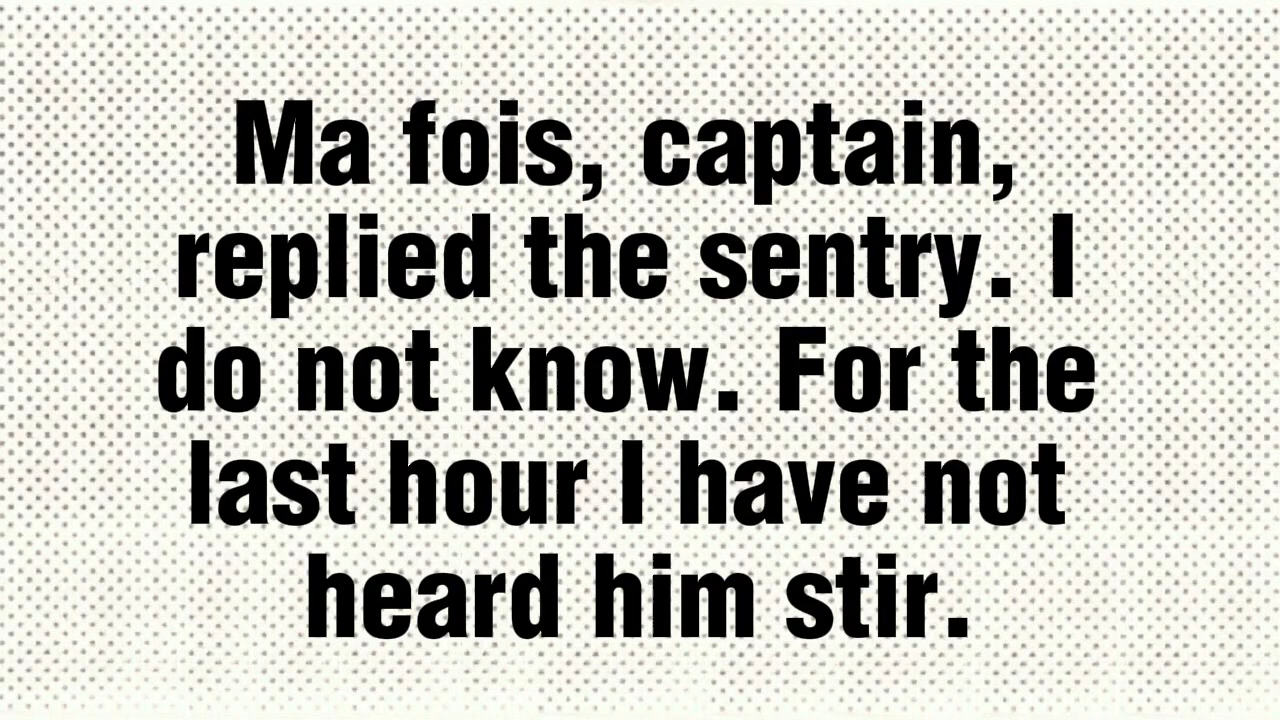 Ma fois, captain,
replied the sentry. I
do not know. For the
last hour I have not
heard him stir.